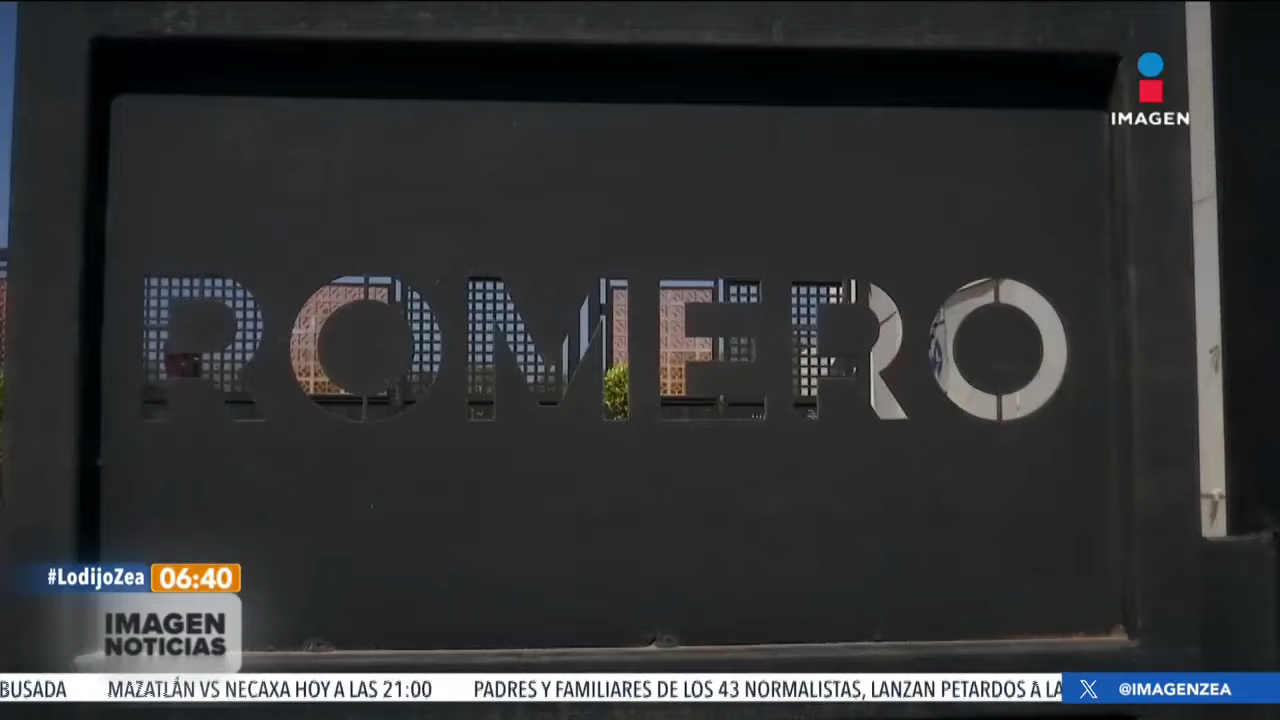 IMAGEN
ROMERO
#LodijoZea 06:40
IMAGEN
NOTICIAS
BUSADA MAZATLÁN VS NECAXA HOY A LAS 21:00 PADRES Y FAMILIARES DE LOS 43 NORMALISTAS, LANZAN PETARDOS A LA
@IMAGENZEA